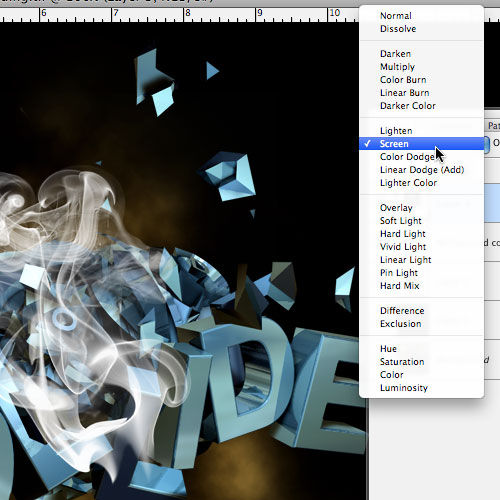 7 8 9 10
Normal
Dissolve
Darken
Multiply
Color Burn
Linear Burn
Darker Color
Lighten
✓ Screen
Color Dodge
Linear Dodge (Add)
Lighter Color
Overlay
Soft Light
Hard Light
Vivid Light
Linear Light
Pin Light
Hard Mix
Difference
Exclusion
Hue
Saturation
Color
Luminosity
Pat
O
IDE